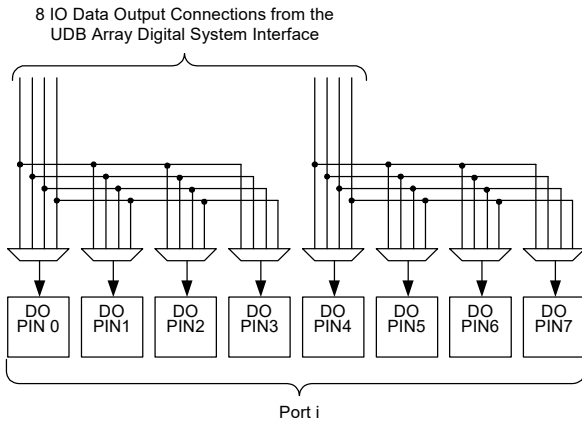 8 IO Data Output Connections from the
UDB Array Digital System Interface
DO
PIN 0
DO
PIN1
DO
PIN2
DO
PIN3
DO
PIN4
DO
PIN5
DO
PIN6
DO
PIN7
Port i